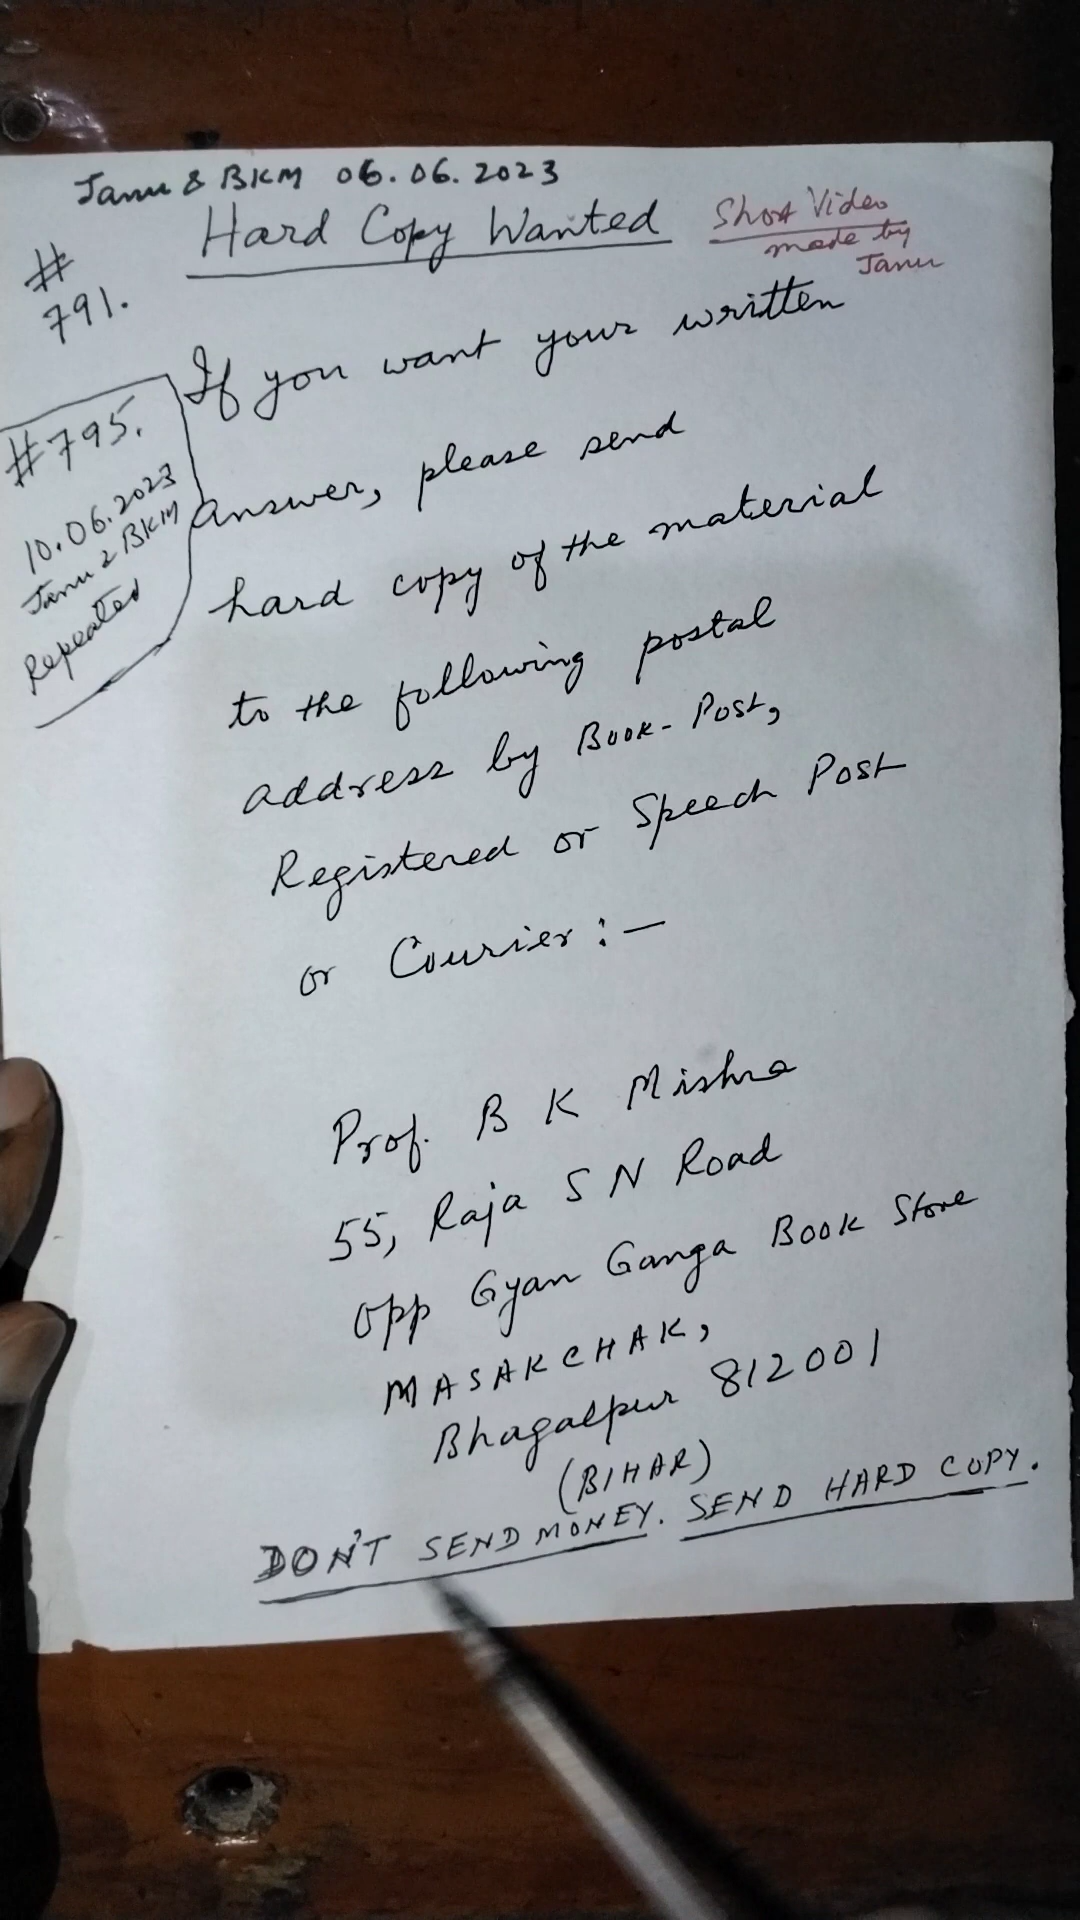 Janu & BKM 06.06.2023
Hard Copy Wanted
Short Video
made by
Janu
#
791.
#795.
10.06.2023
Janu & BKM
Repeated
If you want your written
answer, please send
hard copy of the material
to the following postal
address by Book-Post,
Registered or Speech Post
or Courier:-
Prof. B K Mishra
55, Raja S N Road
Opp Gyan Ganga Book Store
MASAKCHAK,
Bhagalpur 812001
(BIHAR)
DON'T SEND MONEY. SEND HARD COPY.